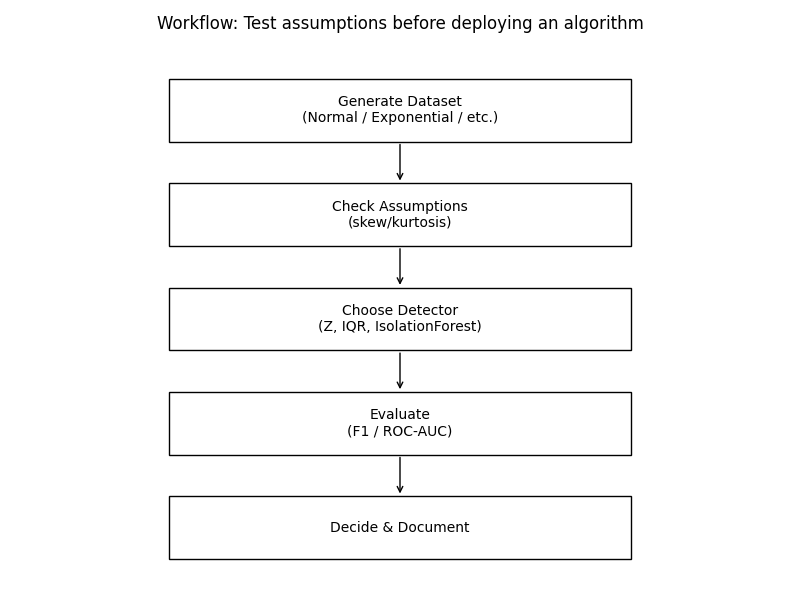 Workflow: Test assumptions before deploying an algorithm
Generate Dataset
(Normal / Exponential / etc.)
Check Assumptions
(skew/kurtosis)
Choose Detector
(Z, IQR, IsolationForest)
Evaluate
(F1 / ROC-AUC)
Decide & Document